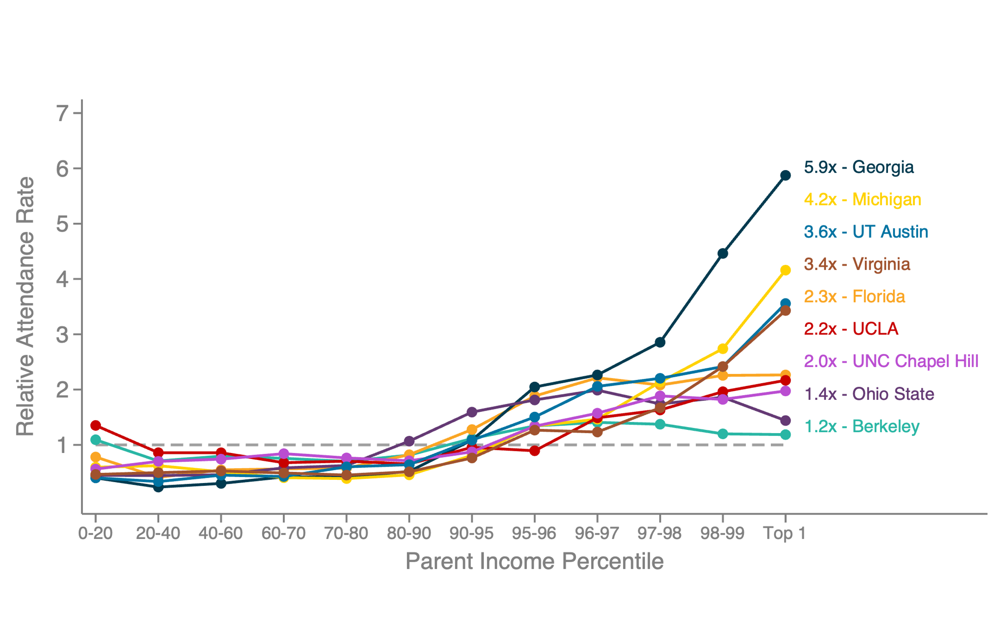 Relative Attendance Rate
7
6
5
4
3
2
1
5.9x - Georgia
4.2x - Michigan
3.6x - UT Austin
3.4x - Virginia
2.3x - Florida
2.2x - UCLA
2.0x - UNC Chapel Hill
1.4x - Ohio State
1.2x - Berkeley
0-20 20-40 40-60 60-70 70-80 80-90 90-95 95-96 96-97 97-98 98-99 Top 1
Parent Income Percentile